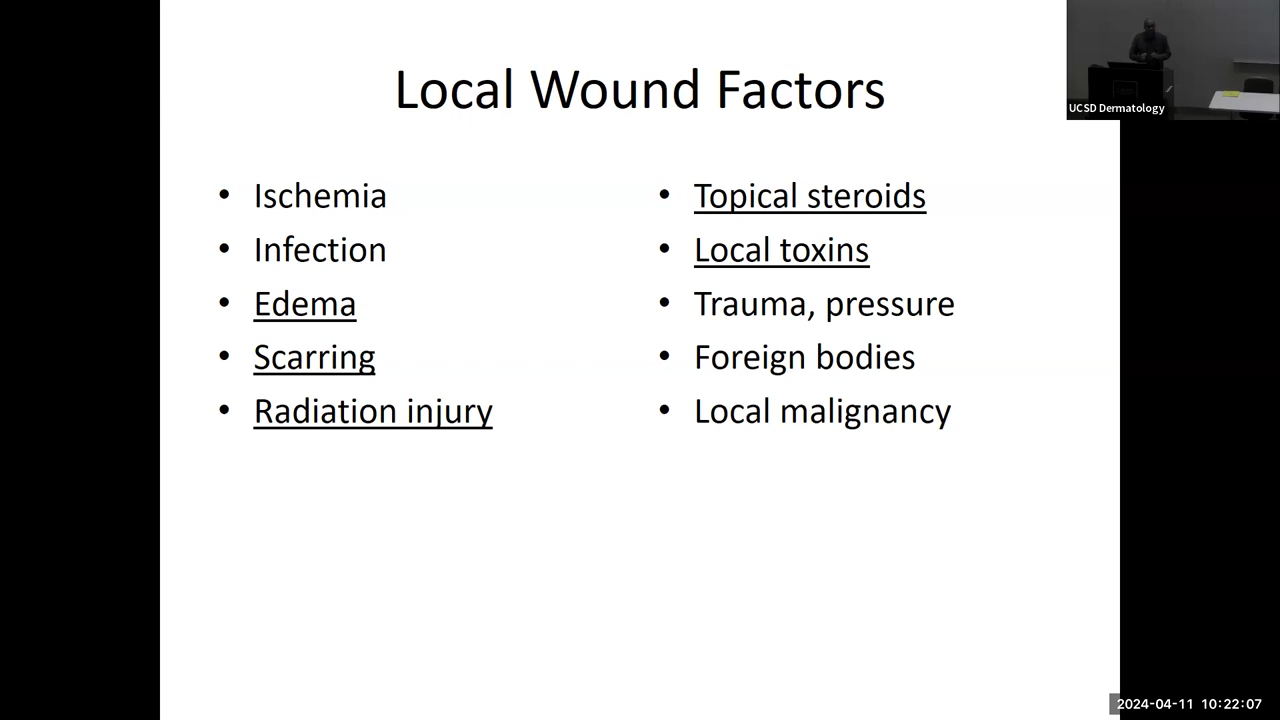 Local Wound Factors
• Ischemia
• Infection
• Edema
• Scarring
• Radiation injury
• Topical steroids
• Local toxins
• Trauma, pressure
• Foreign bodies
• Local malignancy
UCSD Dermatology
2024-04-11 10:22:07